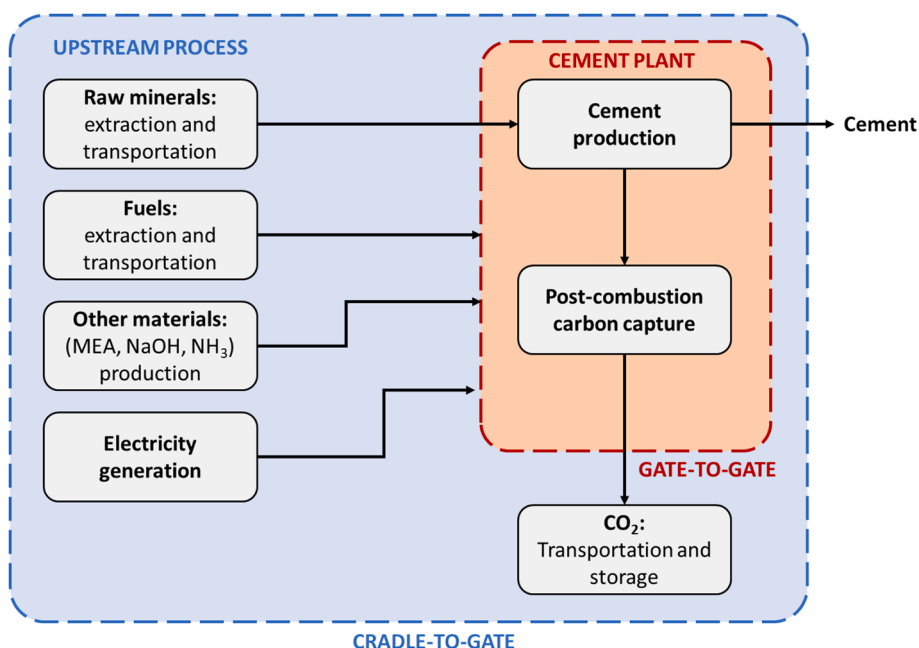 UPSTREAM PROCESS
Raw minerals:
extraction and
transportation
Fuels:
extraction and
transportation
Other materials:
(MEA, NaOH, NH₃)
production
Electricity
generation
CEMENT PLANT
Cement
production
Cement
Post-combustion
carbon capture
GATE-TO-GATE
CO₂:
Transportation and
storage
CRADLE-TO-GATE